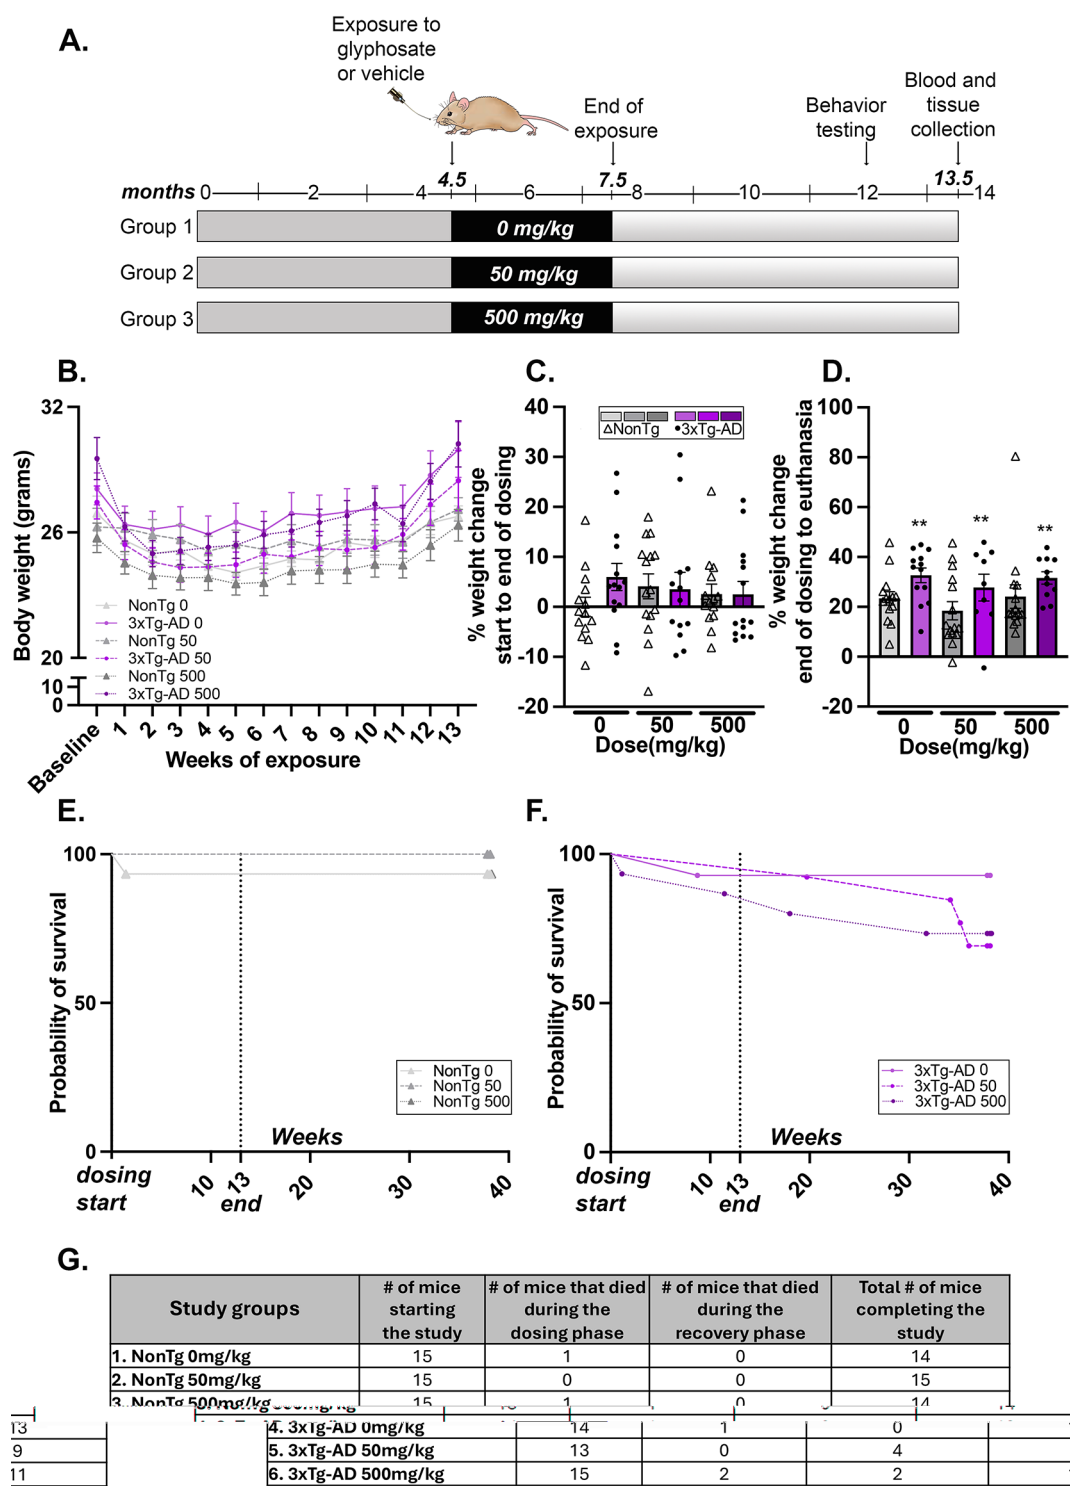 A.
Exposure to
glyphosate
or vehicle
End of
exposure
Behavior
testing
Blood and
tissue
collection
months 0 2 4 4.5 6 7.5 8 10 12 13.5 14
Group 1 0 mg/kg
Group 2 50 mg/kg
Group 3 500 mg/kg
B.
Body weight (grams)
32
26
20
10
0
NonTg 0
3xTg-AD 0
NonTg 50
3xTg-AD 50
NonTg 500
3xTg-AD 500
Baseline 1 2 3 4 5 6 7 8 9 10 11 12 13
Weeks of exposure
C.
% weight change
start to end of dosing
40
30
20
10
0
-10
-20
NonTg 3xTg-AD
0 50 500
Dose(mg/kg)
D.
% weight change
end of dosing to euthanasia
100
80
60
40
20
0
-20
** ** **
0 50 500
Dose(mg/kg)
E.
Probability of survival
100
50
0
NonTg 0
NonTg 50
NonTg 500
Weeks
dosing
start
10 13 20 30 40
end
F.
Probability of survival
100
50
0
3xTg-AD 0
3xTg-AD 50
3xTg-AD 500
Weeks
dosing
start
10 13 20 30 40
end
G.
Study groups
# of mice
starting
the study
# of mice that died
during the
dosing phase
# of mice that died
during the
recovery phase
Total # of mice
completing the
study
1. NonTg 0mg/kg 15 1 0 14
2. NonTg 50mg/kg 15 0 0 15
3. NonTg 500mg/kg 15 1 0 14
13 4. 3xTg-AD 0mg/kg 14 1 0
9 5. 3xTg-AD 50mg/kg 13 0 4
11 6. 3xTg-AD 500mg/kg 15 2 2